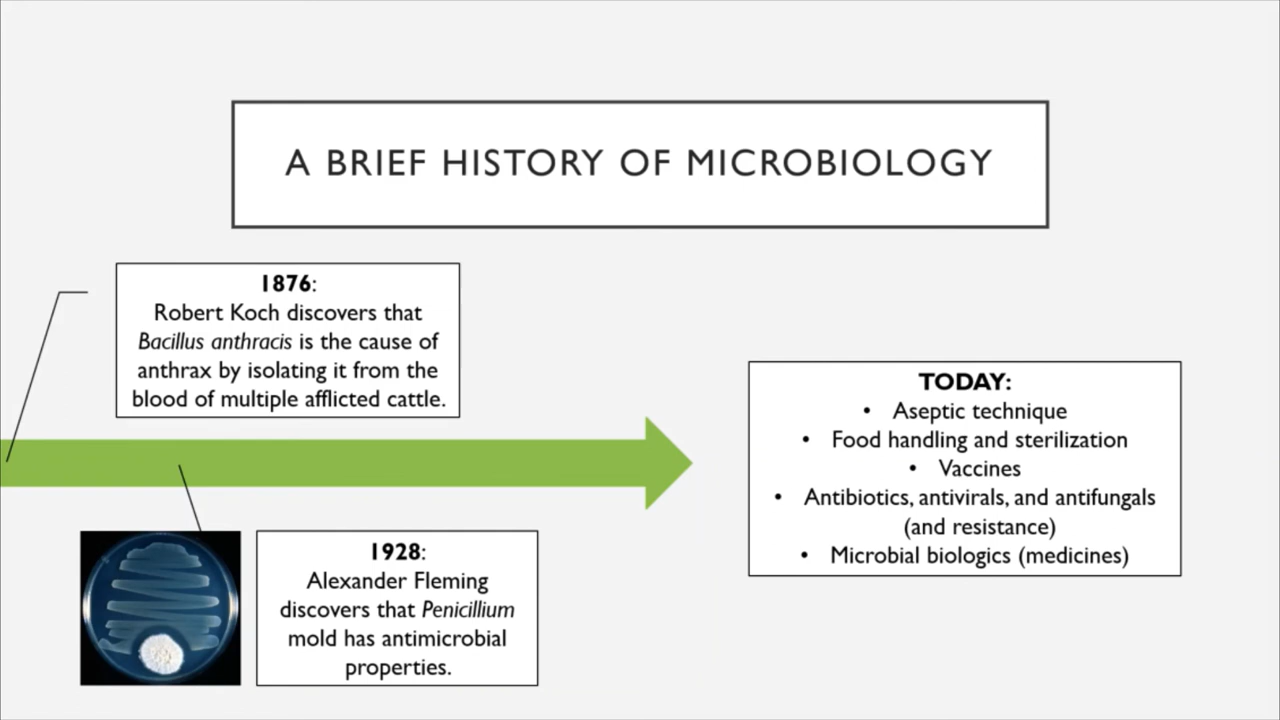 A BRIEF HISTORY OF MICROBIOLOGY
1876:
Robert Koch discovers that
Bacillus anthracis is the cause of
anthrax by isolating it from the
blood of multiple afflicted cattle.
1928:
Alexander Fleming
discovers that Penicillium
mold has antimicrobial
properties.
TODAY:
• Aseptic technique
• Food handling and sterilization
• Vaccines
• Antibiotics, antivirals, and antifungals
(and resistance)
• Microbial biologics (medicines)